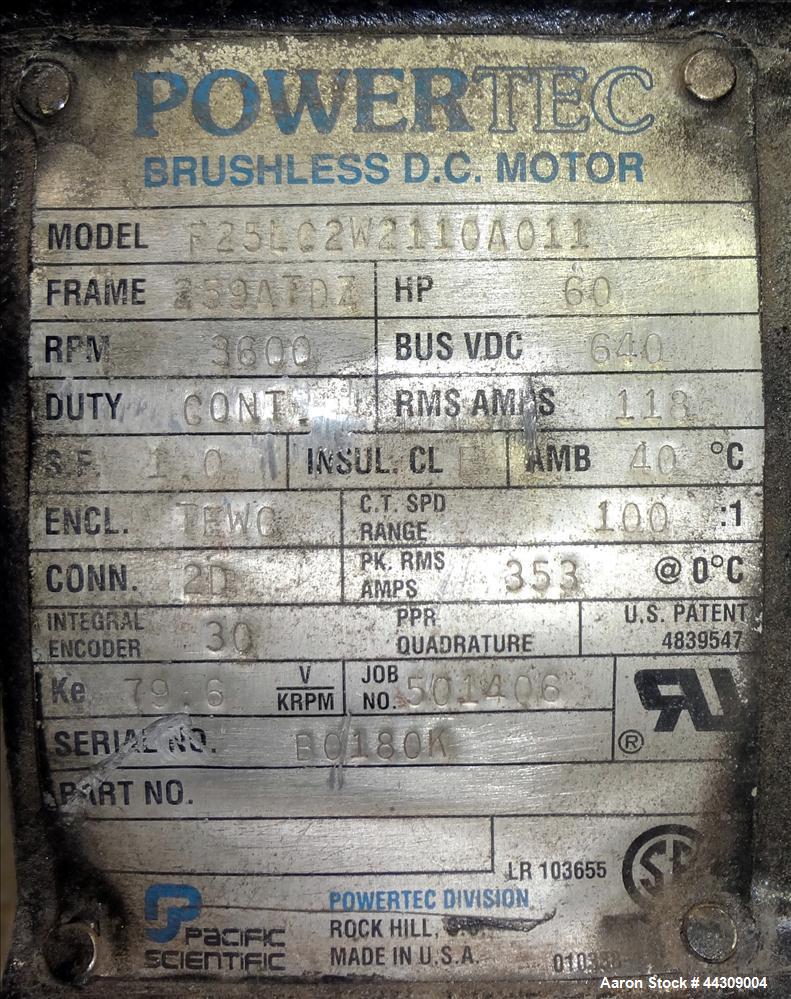 POWERTEC
BRUSHLESS D.C. MOTOR
MODEL F25LC2W2110A011
FRAME HP 60
RPM 3600 BUS VDC 640
DUTY CONT. RMS AMPS 118
S.F. 1.0 INSUL. CL AMB 40 °C
ENCL. C.T. SPD RANGE 100 :1
CONN. 2D PK. RMS AMPS 353 @ 0°C
INTEGRAL ENCODER 30 PPR QUADRATURE U.S. PATENT 4839547
Ke 79.6 V/KRPM JOB NO. 501406
SERIAL NO. B0180K
®
PART NO.
LR 103655
PACIFIC SCIENTIFIC
POWERTEC DIVISION
ROCK HILL,
MADE IN U.S.A.
Aaron Stock # 44309004